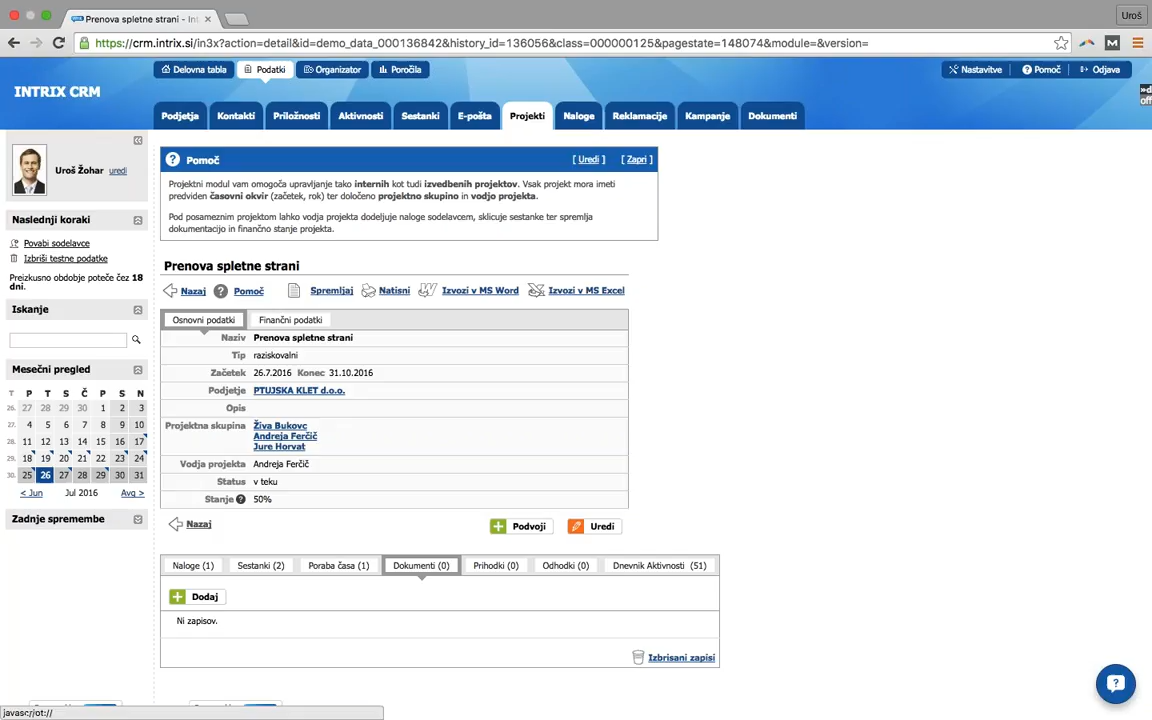 Prenova spletne strani - In
Uroš
https://crm.intrix.si/in3x?action=detail&id=demo_data_000136842&history_id=136056&class=000000125&pagestate=148074&module=&version=
INTRIX CRM
Delovna tabla Podatki Organizator Poročila
Nastavitve Pomoč Odjava
Podjetja Kontakti Priložnosti Aktivnosti Sestanki E-pošta Projekti Naloge Reklamacije Kampanje Dokumenti
»d
off
Uroš Žohar uredi
Naslednji koraki
Povabi sodelavce
Izbriši testne podatke
Preizkusno obdobje poteče čez 18
dni.
Iskanje
Mesečni pregled
T P T S Č P S N
26. 27 28 29 30 1 2 3
27. 4 5 6 7 8 9 10
28. 11 12 13 14 15 16 17
29. 18 19 20 21 22 23 24
30. 25 26 27 28 29 30 31
< Jun Jul 2016 Avg >
Zadnje spremembe
? Pomoč [ Uredi ] [ Zapri ]
Projektni modul vam omogoča upravljanje tako internih kot tudi izvedbenih projektov. Vsak projekt mora imeti
predviden časovni okvir (začetek, rok) ter določeno projektno skupino in vodjo projekta.
Pod posameznim projektom lahko vodja projekta dodeljuje naloge sodelavcem, sklicuje sestanke ter spremlja
dokumentacijo in finančno stanje projekta.
Prenova spletne strani
Nazaj ? Pomoč Spremljaj Natisni Izvozi v MS Word Izvozi v MS Excel
Osnovni podatki Finančni podatki
Naziv Prenova spletne strani
Tip raziskovalni
Začetek 26.7.2016 Konec 31.10.2016
Podjetje PTUJSKA KLET d.o.o.
Opis
Projektna skupina Živa Bukovc
Andreja Ferčič
Jure Horvat
Vodja projekta Andreja Ferčič
Status v teku
Stanje ? 50%
Nazaj Podvoji Uredi
Naloge (1) Sestanki (2) Poraba časa (1) Dokumenti (0) Prihodki (0) Odhodki (0) Dnevnik Aktivnosti (51)
Dodaj
Ni zapisov.
Izbrisani zapisi